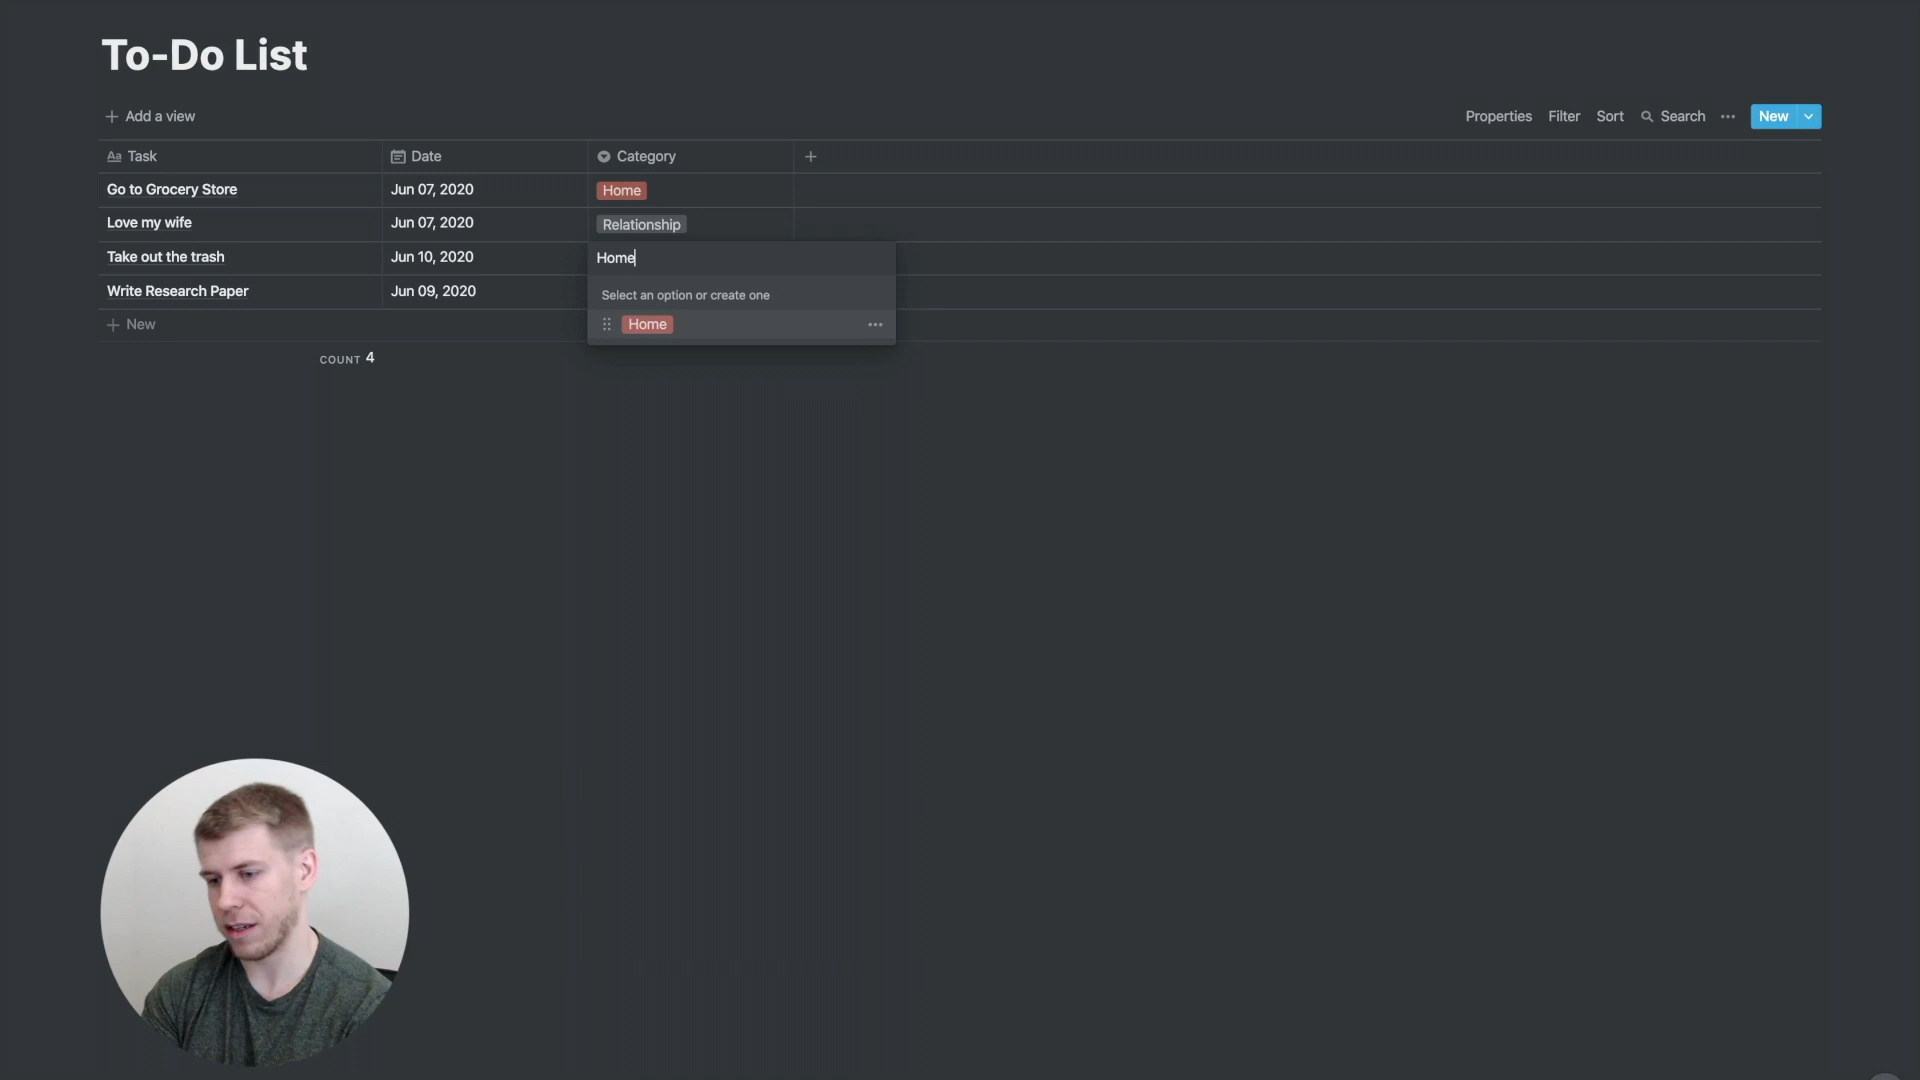 To-Do List
Add a view
Properties Filter Sort Search New
Aa Task Date Category
Go to Grocery Store Jun 07, 2020 Home
Love my wife Jun 07, 2020 Relationship
Take out the trash Jun 10, 2020 Home
Write Research Paper Jun 09, 2020 Select an option or create one
New Home
COUNT 4